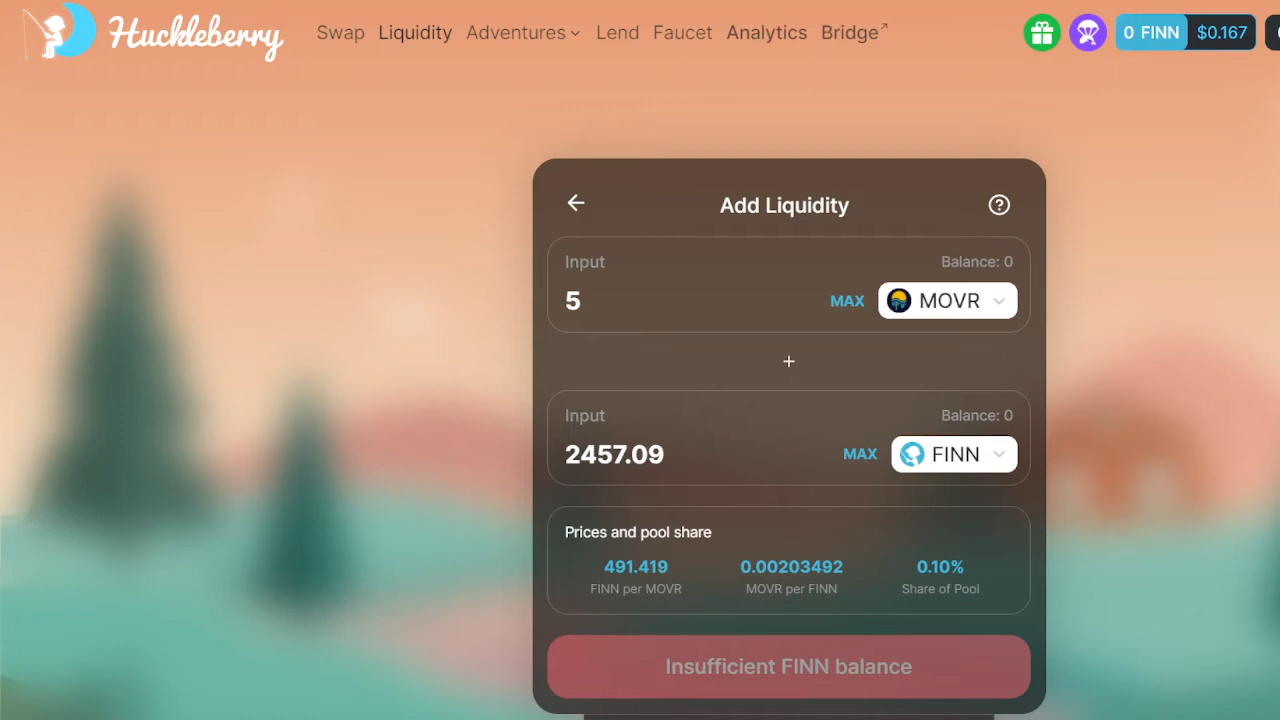 Huckleberry Swap Liquidity Adventures Lend Faucet Analytics Bridge↗ 0 FINN $0.167
Add Liquidity
Input Balance: 0
5 MAX MOVR
+
Input Balance: 0
2457.09 MAX FINN
Prices and pool share
491.419 0.00203492 0.10%
FINN per MOVR MOVR per FINN Share of Pool
Insufficient FINN balance